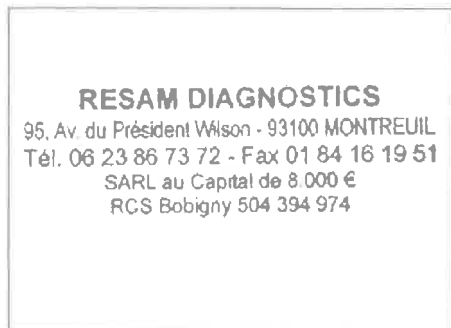 RESAM DIAGNOSTICS
95, Av. du Président Wilson - 93100 MONTREUIL
Tél. 06 23 86 73 72 - Fax 01 84 16 19 51
SARL au Capital de 8.000 €
RCS Bobigny 504 394 974